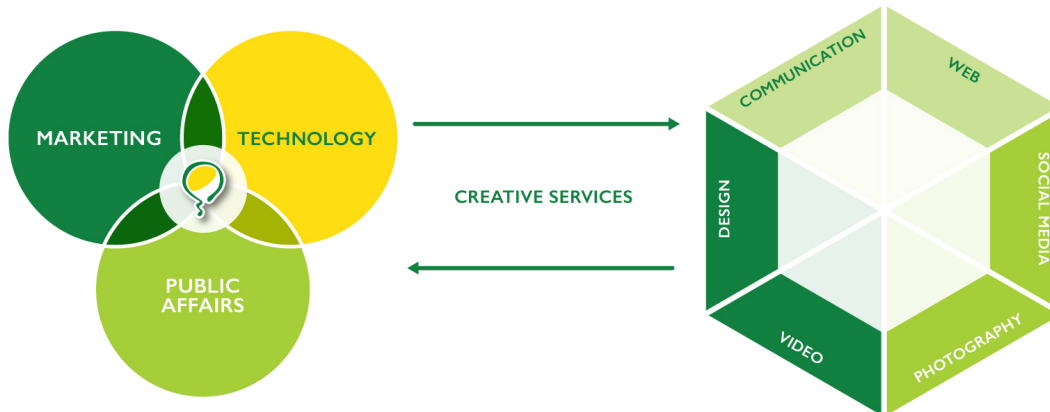 MARKETING
TECHNOLOGY
PUBLIC
AFFAIRS
CREATIVE SERVICES
COMMUNICATION
WEB
DESIGN
SOCIAL MEDIA
VIDEO
PHOTOGRAPHY